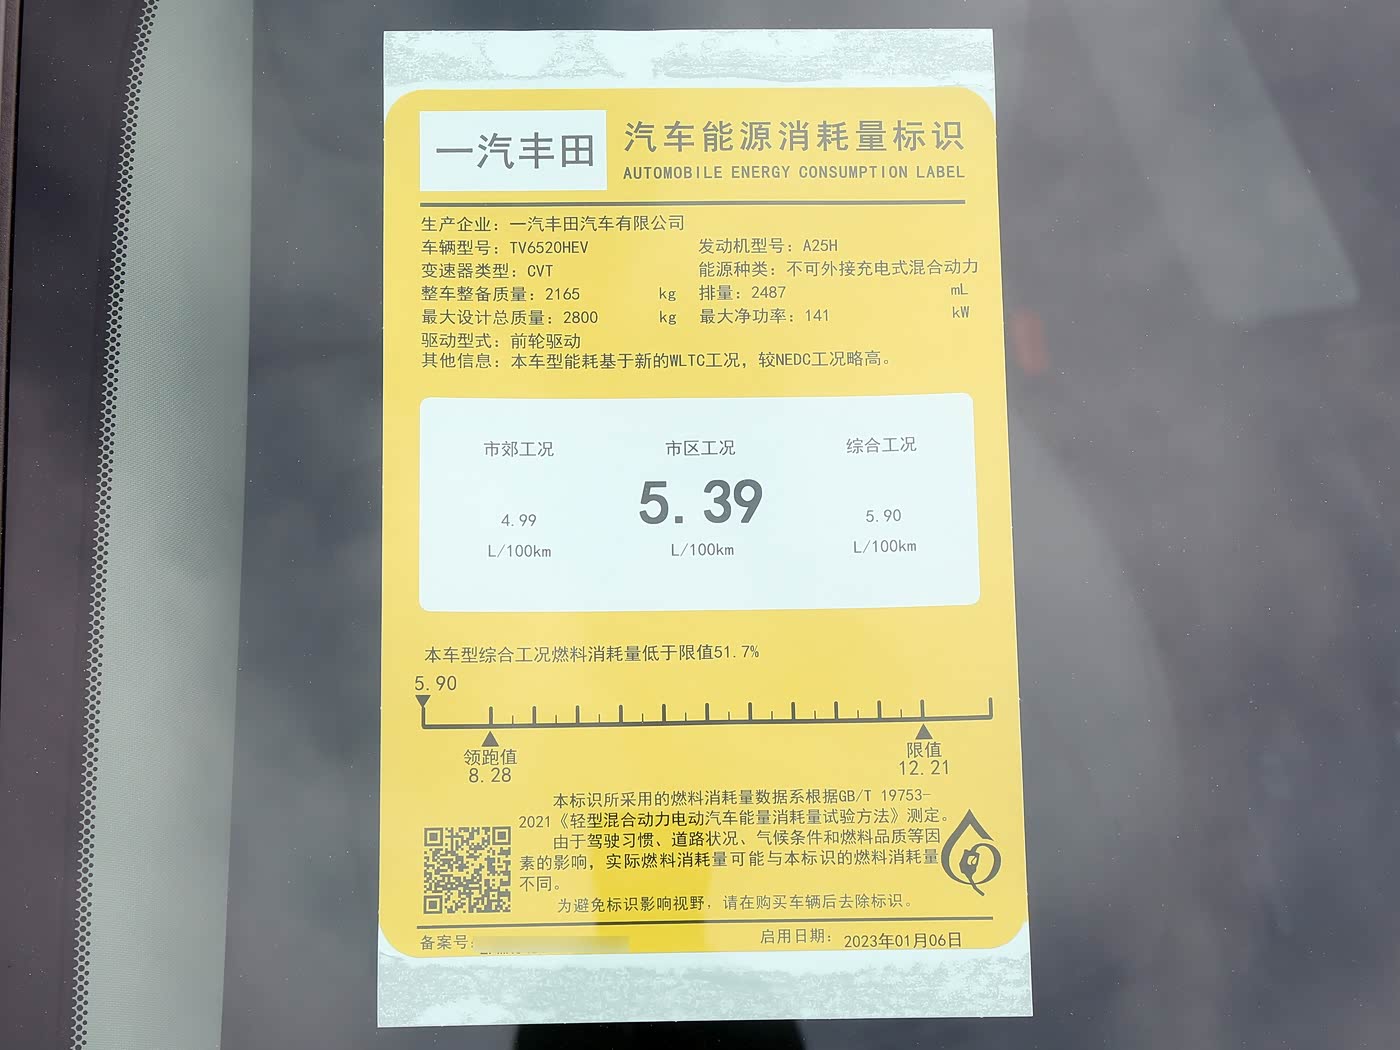 一汽丰田
汽车能源消耗量标识
AUTOMOBILE ENERGY CONSUMPTION LABEL
生产企业：一汽丰田汽车有限公司
车辆型号：TV6520HEV 发动机型号：A25H
变速器类型：CVT 能源种类：不可外接充电式混合动力
整车整备质量：2165 kg 排量：2487 mL
最大设计总质量：2800 kg 最大净功率：141 kW
驱动型式：前轮驱动
其他信息：本车型能耗基于新的WLTC工况，较NEDC工况略高。
市郊工况 市区工况 综合工况
4.99 5.39 5.90
L/100km L/100km L/100km
本车型综合工况燃料消耗量低于限值51.7%
5.90
领跑值 限值
8.28 12.21
本标识所采用的燃料消耗量数据系根据GB/T 19753-
2021《轻型混合动力电动汽车能量消耗量试验方法》测定。
由于驾驶习惯、道路状况、气候条件和燃料品质等因
素的影响，实际燃料消耗量可能与本标识的燃料消耗量
不同。
为避免标识影响视野，请在购买车辆后去除标识。
备案号： 启用日期：2023年01月06日